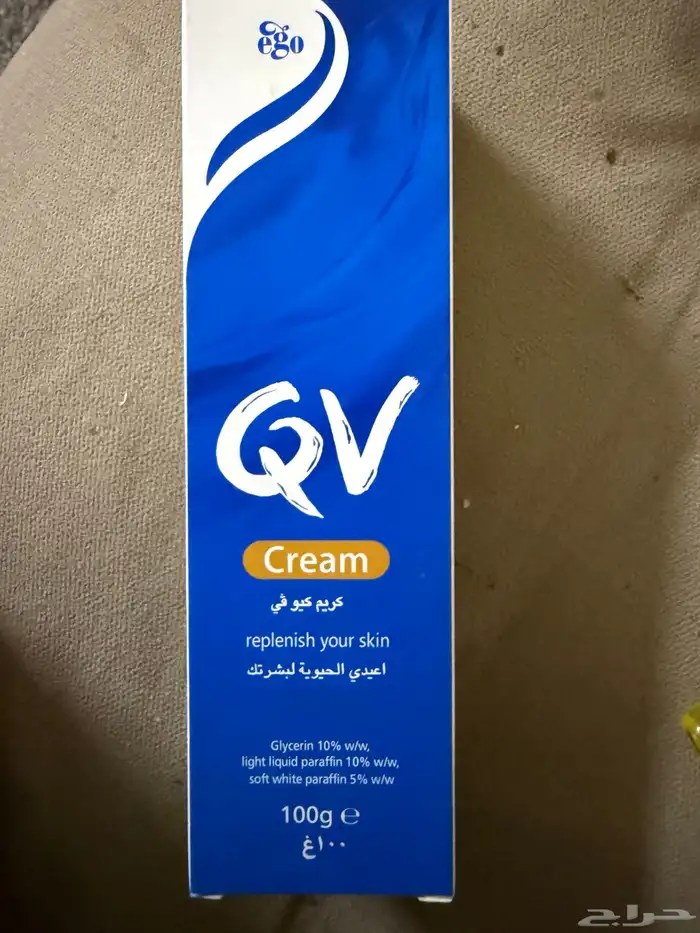 ego
QV
Cream
كريم كيو ڤي
replenish your skin
اعيدي الحيوية لبشرتك
Glycerin 10% w/w,
light liquid paraffin 10% w/w,
soft white paraffin 5% w/w
100g ℮
١٠٠غ
حراج